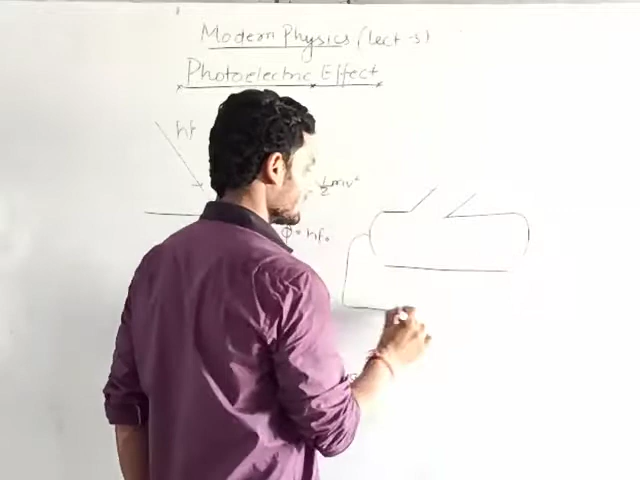 Modern Physics (lect -3)
Photoelectric Effect
hf
½mv²
ϕ = hf₀